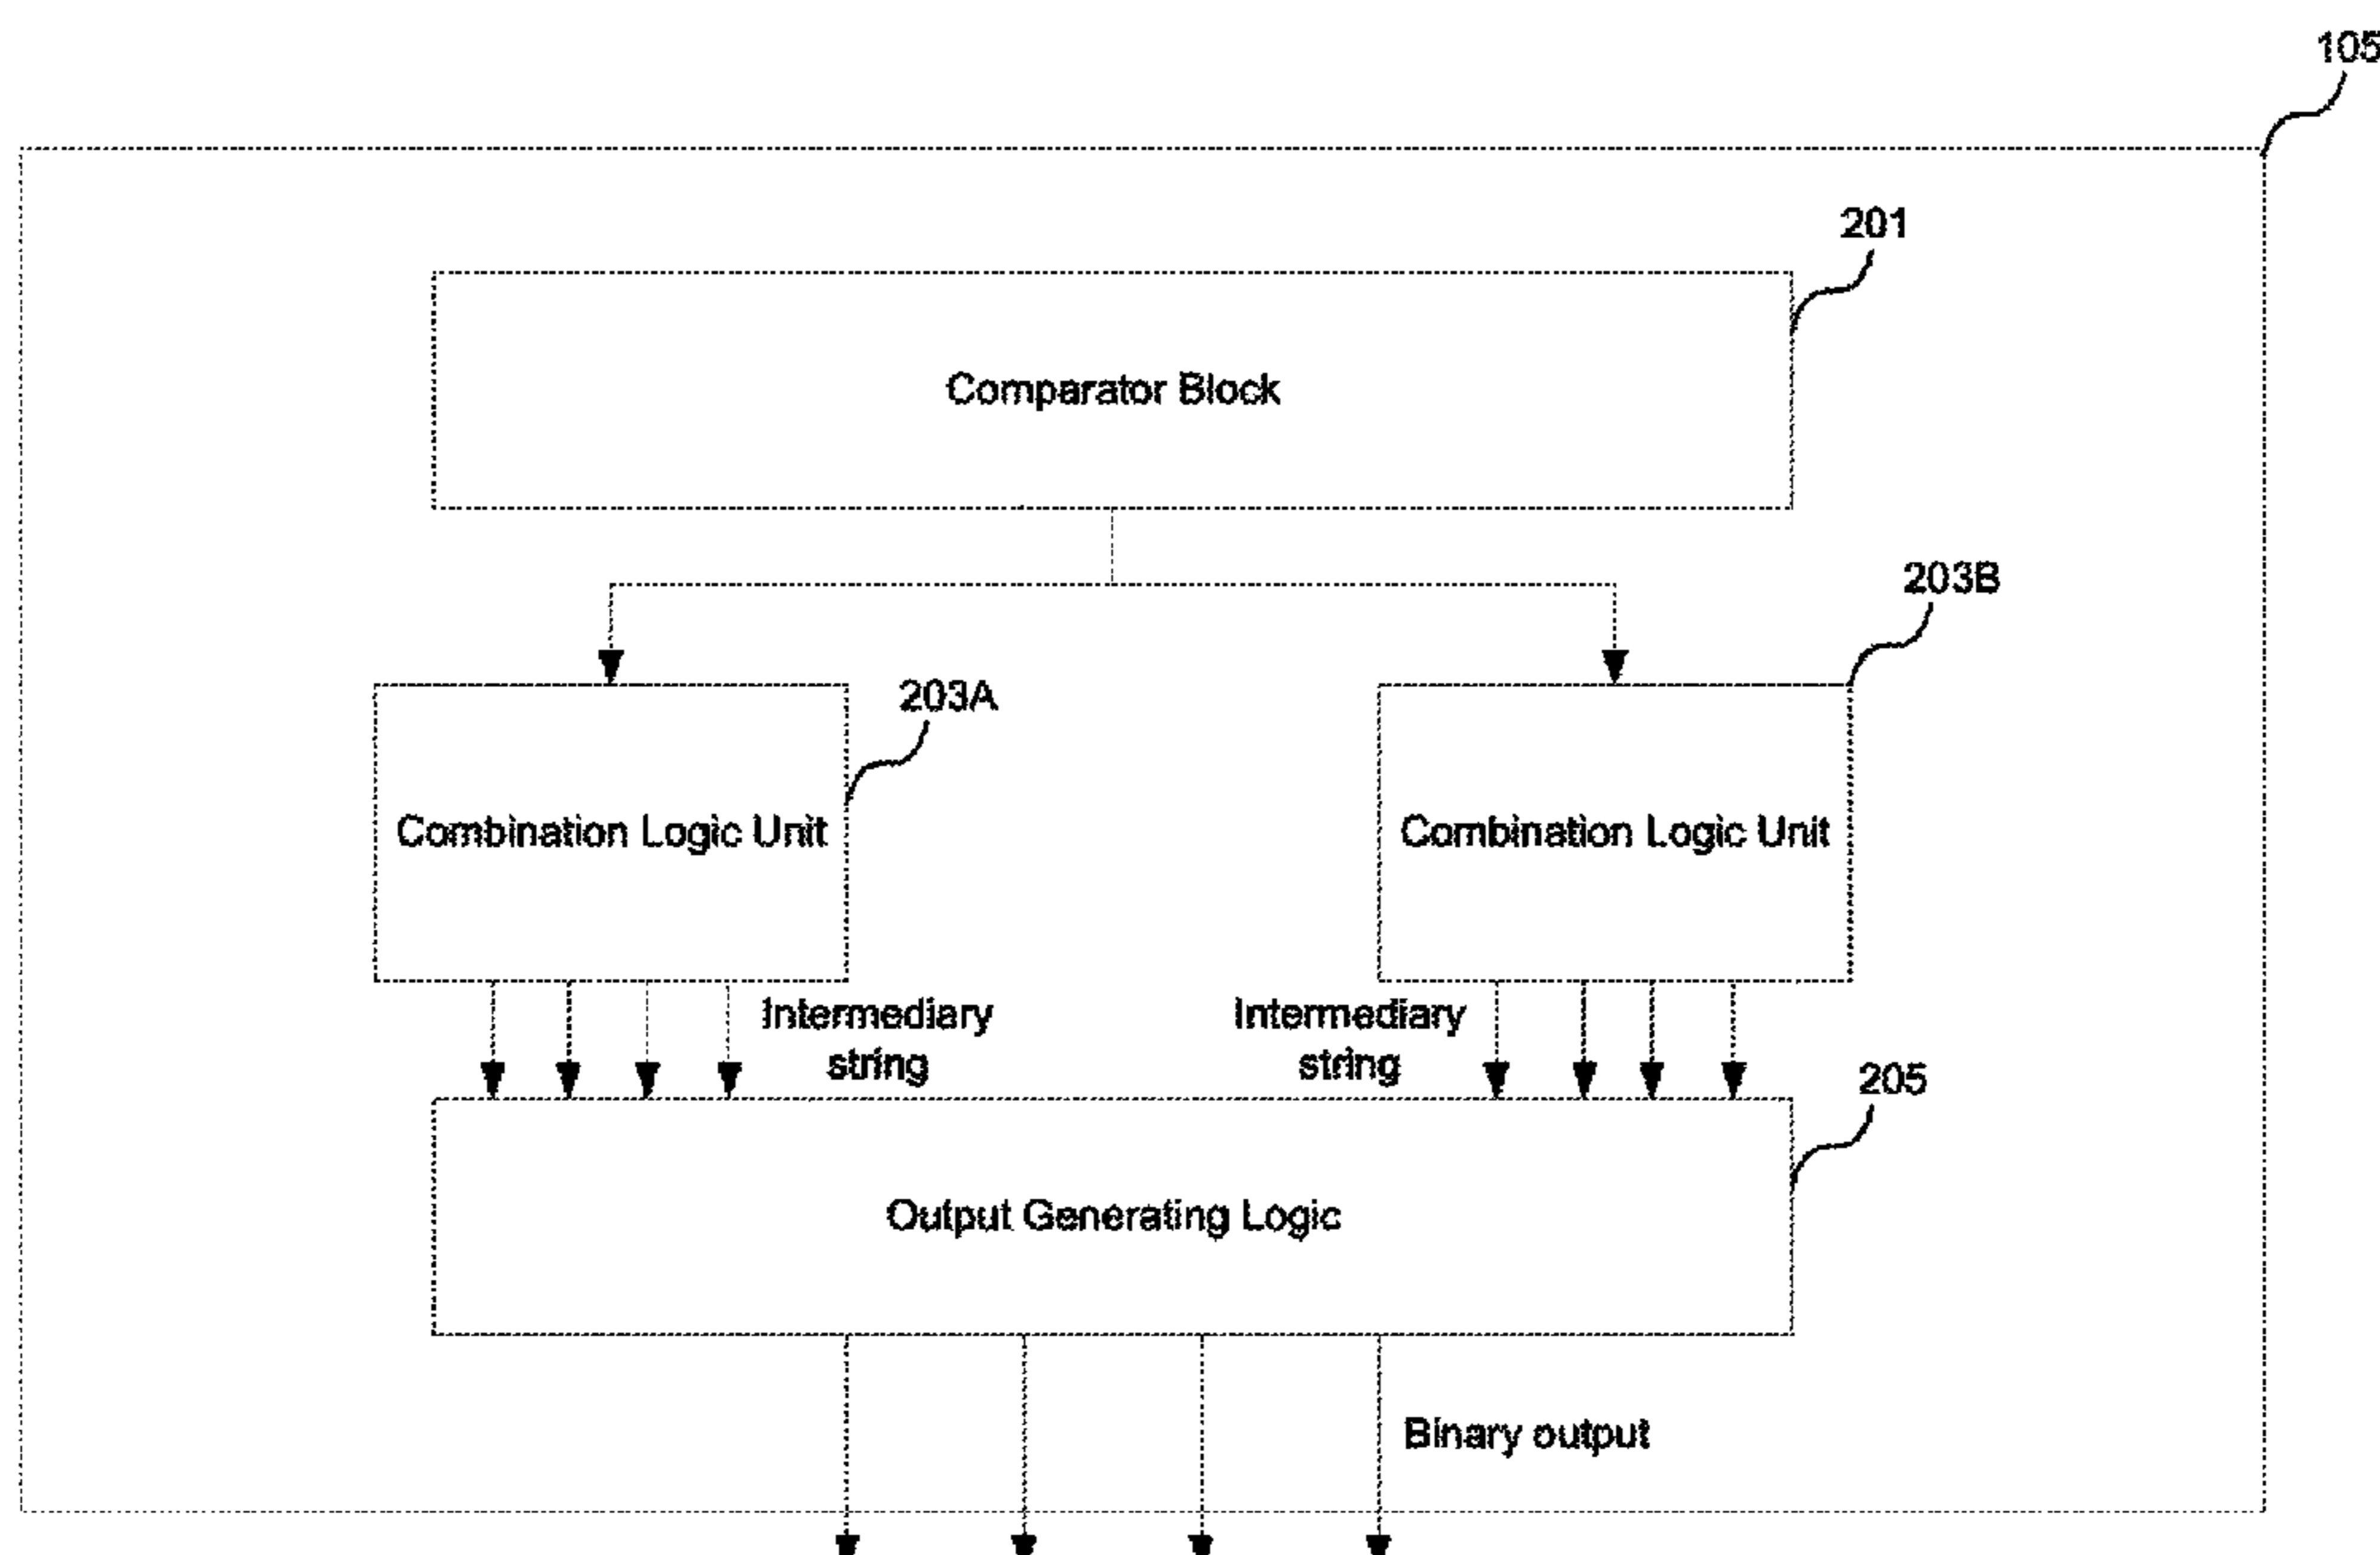 105
201
Comparator Block
203B
203A
Combination Logic Unit
Combination Logic Unit
Intermediary
string
Intermediary
string
205
Output Generating Logic
Binary output